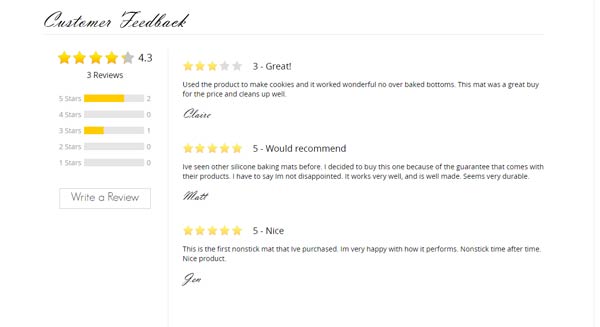 Customer Feedback
4.3
3 Reviews
5 Stars 2
4 Stars 0
3 Stars 1
2 Stars 0
1 Stars 0
Write a Review
3 - Great!
Used the product to make cookies and it worked wonderful no over baked bottoms. This mat was a great buy
for the price and cleans up well.
Claire
5 - Would recommend
Ive seen other silicone baking mats before. I decided to buy this one because of the guarantee that comes with
their products. I have to say Im not disappointed. It works very well, and is well made. Seems very durable.
Matt
5 - Nice
This is the first nonstick mat that Ive purchased. Im very happy with how it performs. Nonstick time after time.
Nice product.
Jen